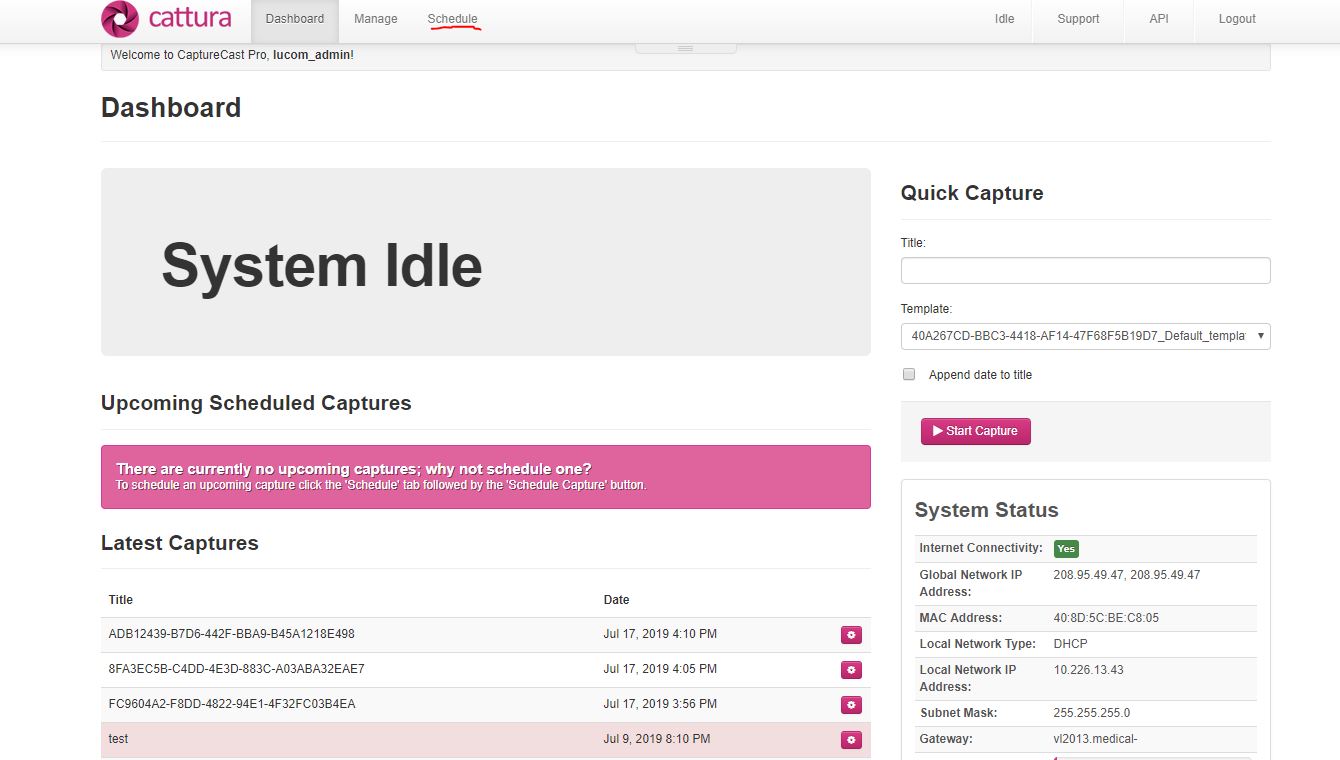 cattura
Dashboard
Manage
Schedule
Idle
Support
API
Logout
Welcome to CaptureCast Pro, lucom_admin!
Dashboard
System Idle
Upcoming Scheduled Captures
There are currently no upcoming captures; why not schedule one?
To schedule an upcoming capture click the 'Schedule' tab followed by the 'Schedule Capture' button.
Latest Captures
Title Date
ADB12439-B7D6-442F-BBA9-B45A1218E498 Jul 17, 2019 4:10 PM
8FA3EC5B-C4DD-4E3D-883C-A03ABA32EAE7 Jul 17, 2019 4:05 PM
FC9604A2-F8DD-4822-94E1-4F32FC03B4EA Jul 17, 2019 3:56 PM
test Jul 9, 2019 8:10 PM
Quick Capture
Title:
Template:
40A267CD-BBC3-4418-AF14-47F68F5B19D7_Default_templa
Append date to title
Start Capture
System Status
Internet Connectivity: Yes
Global Network IP 208.95.49.47, 208.95.49.47
Address:
MAC Address: 40:8D:5C:BE:C8:05
Local Network Type: DHCP
Local Network IP 10.226.13.43
Address:
Subnet Mask: 255.255.255.0
Gateway: vl2013.medical-